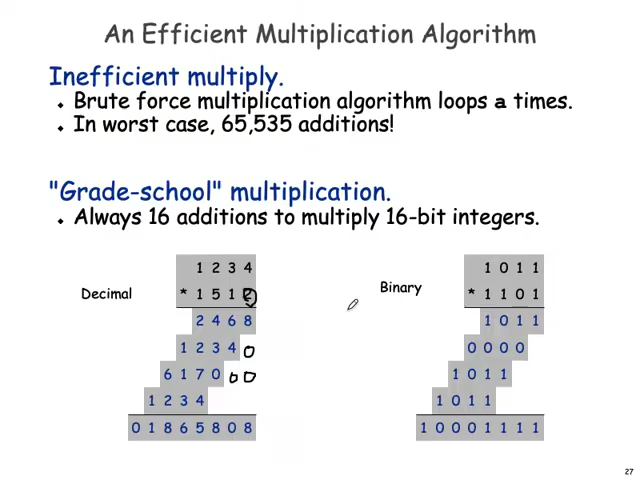 An Efficient Multiplication Algorithm
Inefficient multiply.
Brute force multiplication algorithm loops a times.
In worst case, 65,535 additions!
"Grade-school" multiplication.
Always 16 additions to multiply 16-bit integers.
Decimal
1 2 3 4
* 1 5 1 2
2 4 6 8
1 2 3 4 0
6 1 7 0 0 0
1 2 3 4
0 1 8 6 5 8 0 8
Binary
1 0 1 1
* 1 1 0 1
1 0 1 1
0 0 0 0
1 0 1 1
1 0 1 1
1 0 0 0 1 1 1 1
27